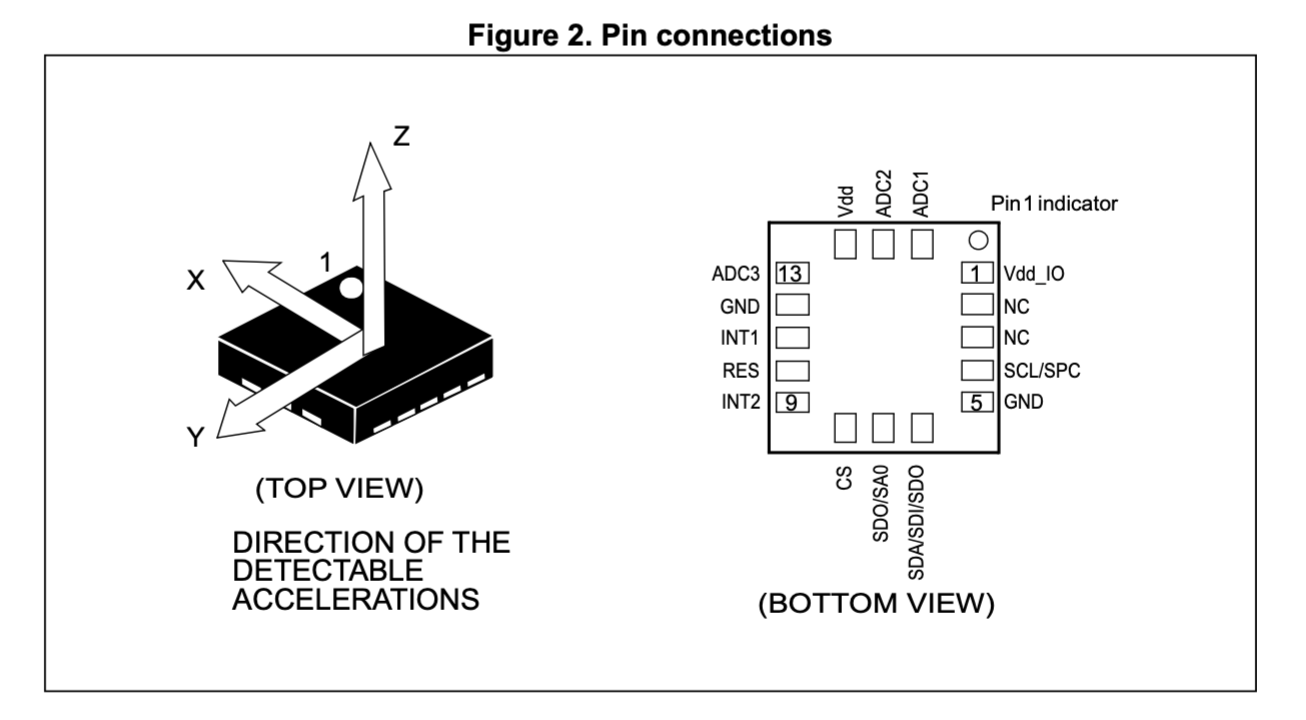 Figure 2. Pin connections
Z
X
1
Y
(TOP VIEW)
DIRECTION OF THE
DETECTABLE
ACCELERATIONS
Vdd
ADC2
ADC1
Pin 1 indicator
ADC3 13
1 Vdd_IO
GND
NC
INT1
NC
RES
SCL/SPC
INT2 9
5 GND
CS
SDO/SA0
SDA/SDI/SDO
(BOTTOM VIEW)